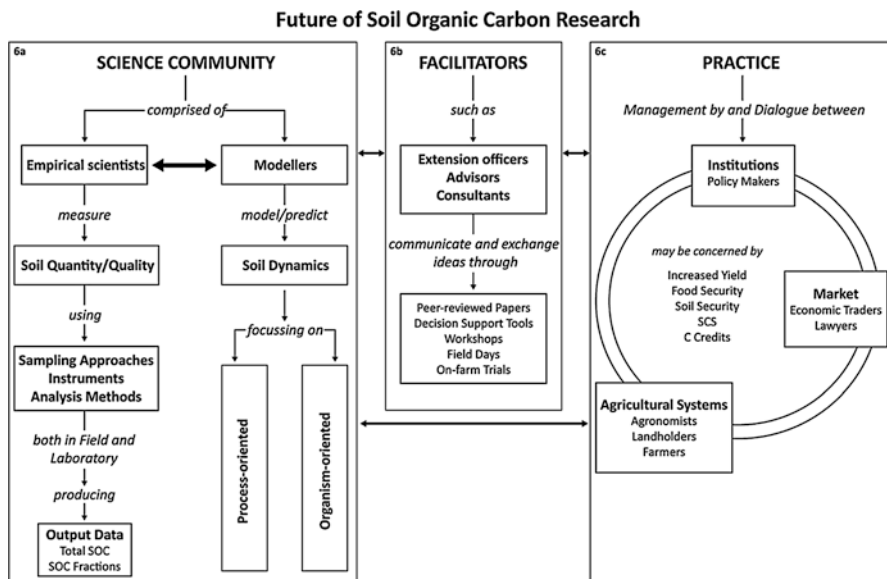 Future of Soil Organic Carbon Research
6a
SCIENCE COMMUNITY
comprised of
Empirical scientists
Modellers
measure
model/predict
Soil Quantity/Quality
Soil Dynamics
using
focussing on
Sampling Approaches
Instruments
Analysis Methods
Process-oriented
Organism-oriented
both in Field and
Laboratory
producing
Output Data
Total SOC
SOC Fractions
6b
FACILITATORS
such as
Extension officers
Advisors
Consultants
communicate and exchange
ideas through
Peer-reviewed Papers
Decision Support Tools
Workshops
Field Days
On-farm Trials
6c
PRACTICE
Management by and Dialogue between
Institutions
Policy Makers
may be concerned by
Increased Yield
Food Security
Soil Security
SCS
C Credits
Market
Economic Traders
Lawyers
Agricultural Systems
Agronomists
Landholders
Farmers